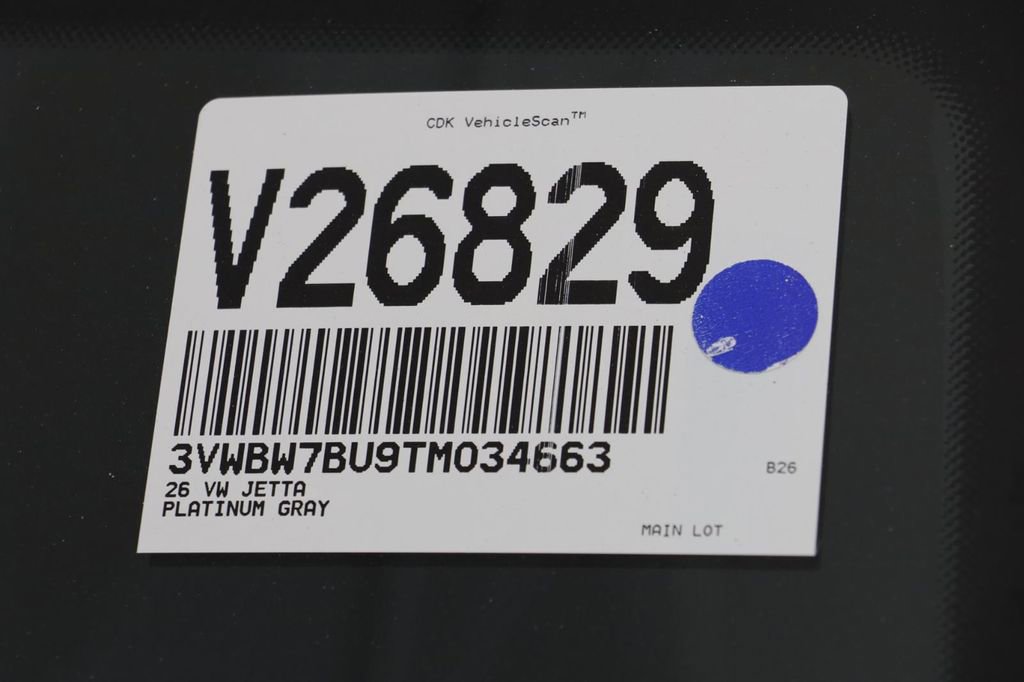 CDK VehicleScan™
V26829
3VWBW7BU9TM034663
26 VW JETTA
B26
PLATINUM GRAY
MAIN LOT